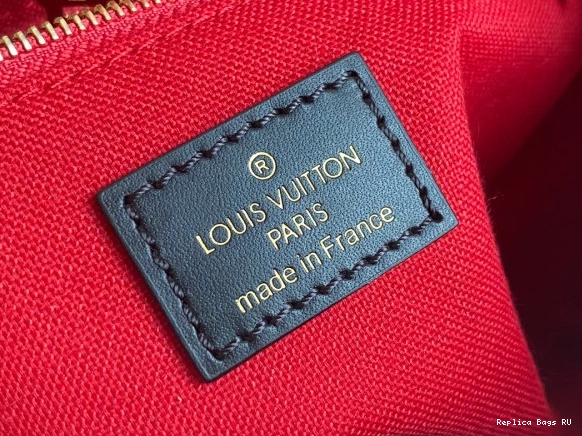 ®
LOUIS VUITTON
PARIS
made in France
Replica Bags RU